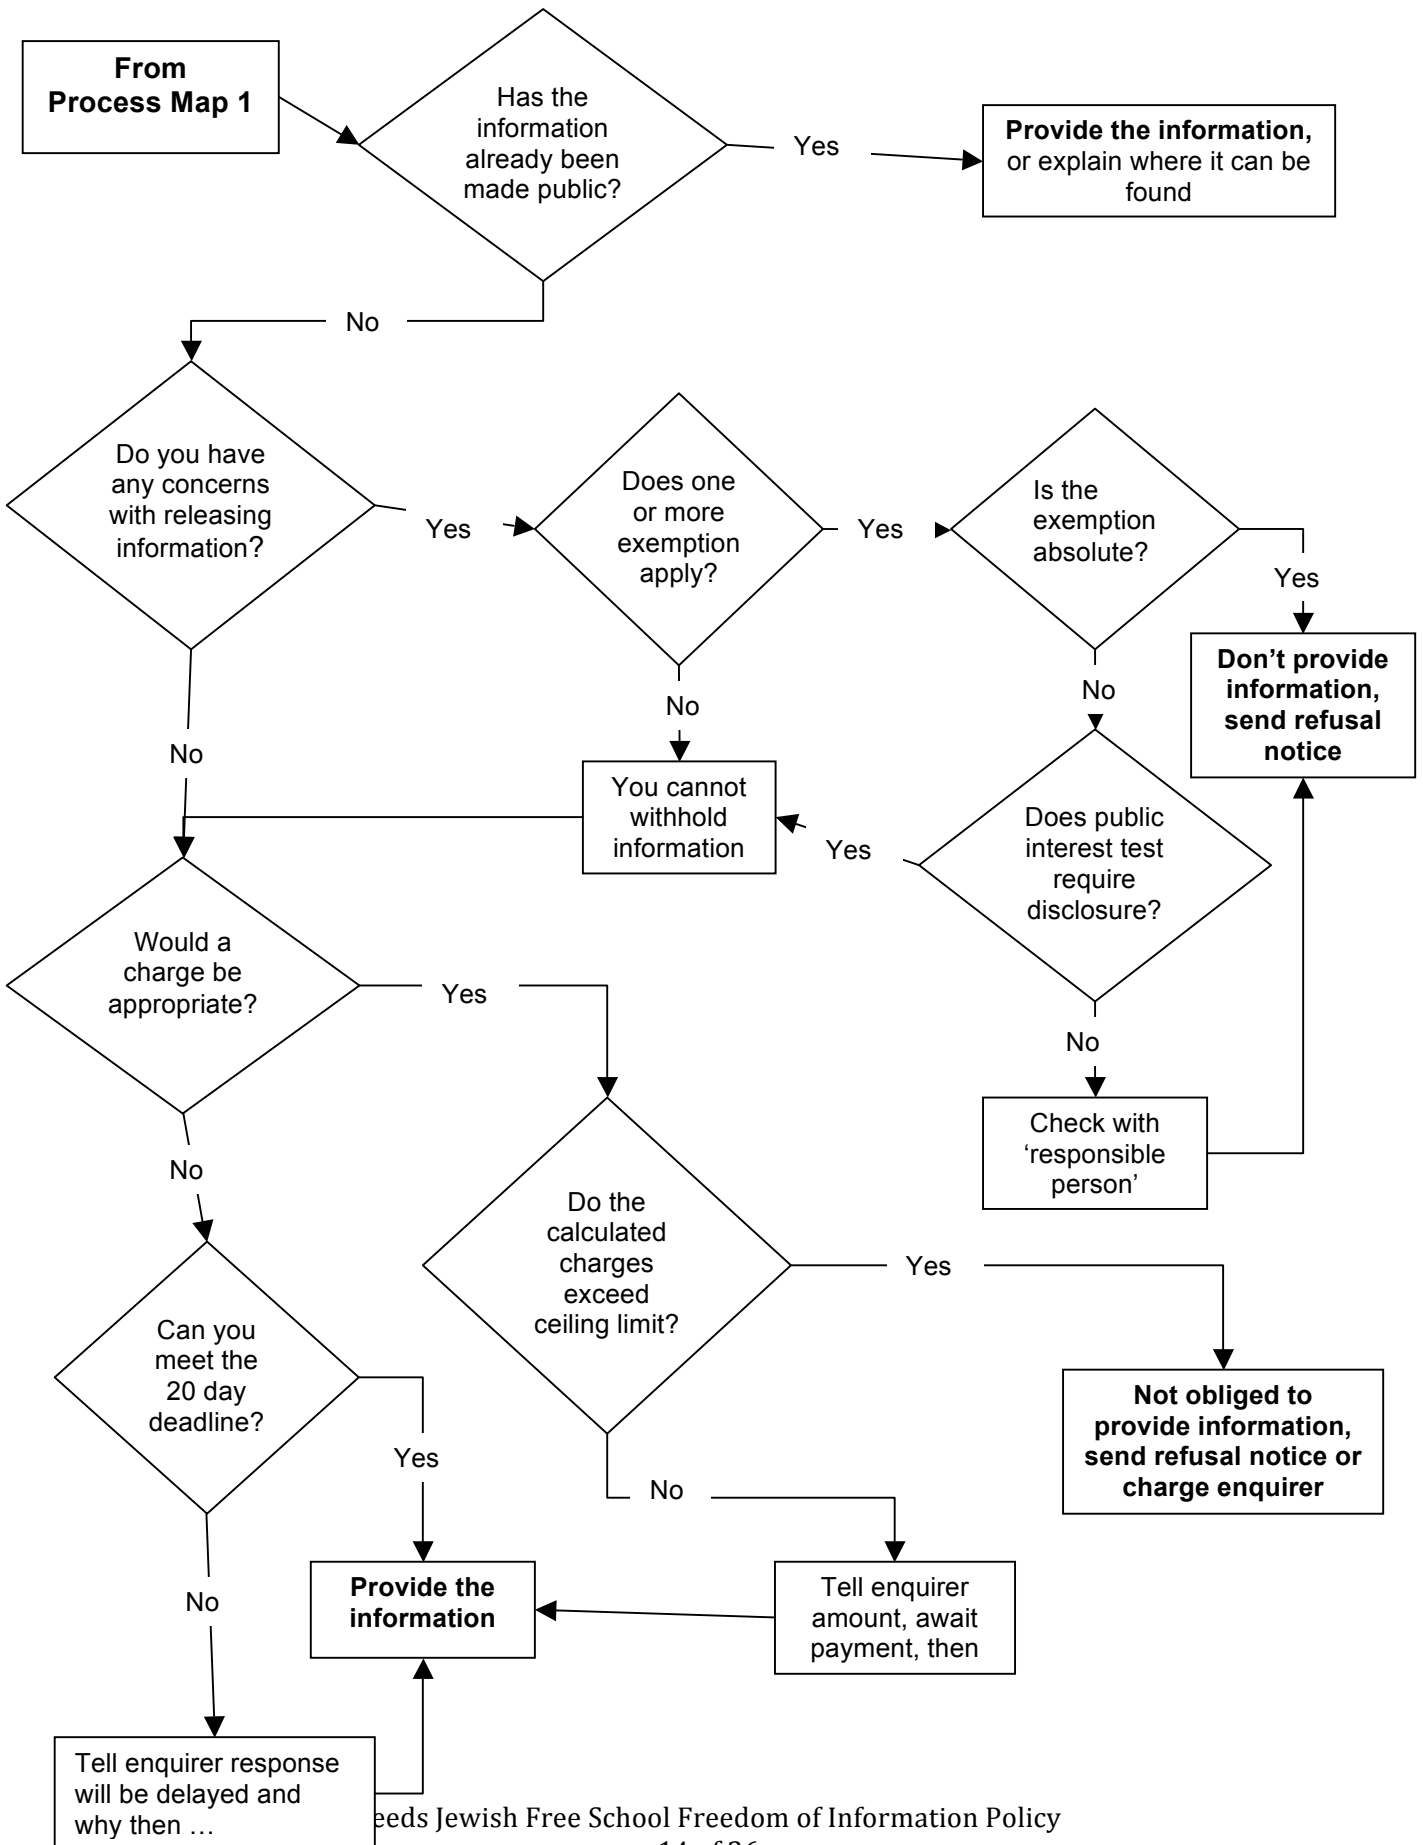 From
Process Map 1
Has the
information
already been
made public?
Yes
Provide the information,
or explain where it can be
found
No
Do you have
any concerns
with releasing
information?
Yes
Does one
or more
exemption
apply?
Yes
Is the
exemption
absolute?
Yes
Don’t provide
information,
send refusal
notice
No
No
No
You cannot
withhold
information
Yes
Does public
interest test
require
disclosure?
Would a
charge be
appropriate?
Yes
No
Check with
‘responsible
person’
No
Do the
calculated
charges
exceed
ceiling limit?
Yes
Can you
meet the
20 day
deadline?
Yes
Not obliged to
provide information,
send refusal notice or
charge enquirer
No
No
Provide the
information
Tell enquirer
amount, await
payment, then
Tell enquirer response
will be delayed and
why then …
eeds Jewish Free School Freedom of Information Policy